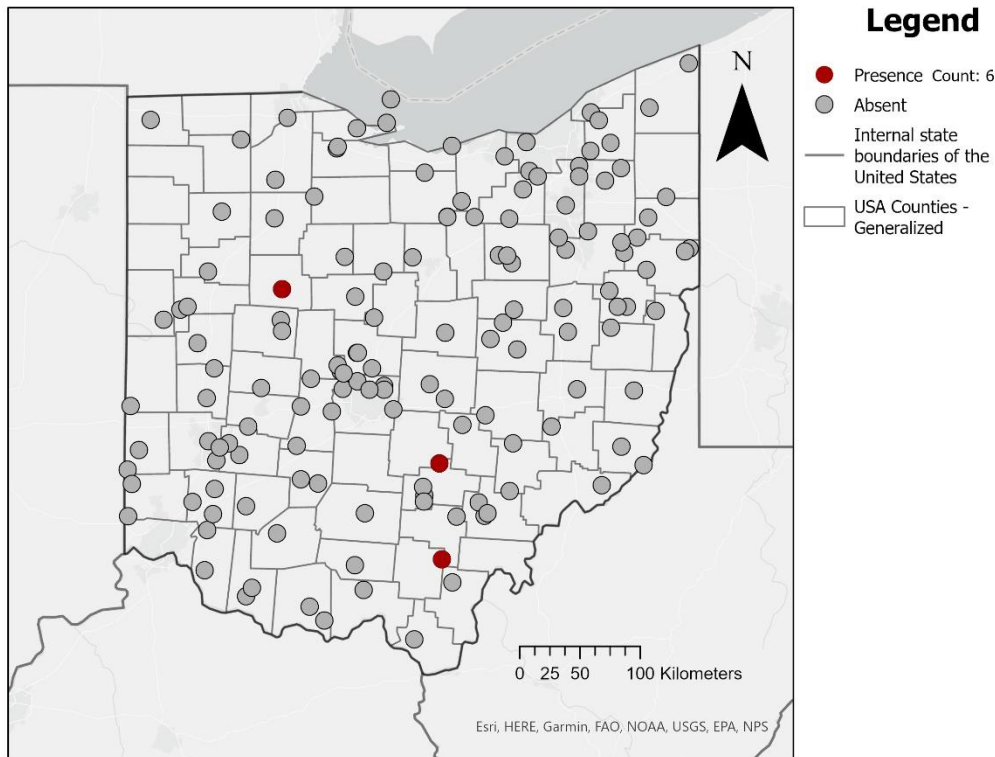 Legend
N
Presence Count: 6
Absent
Internal state
boundaries of the
United States
USA Counties -
Generalized
0 25 50 100 Kilometers
Esri, HERE, Garmin, FAO, NOAA, USGS, EPA, NPS